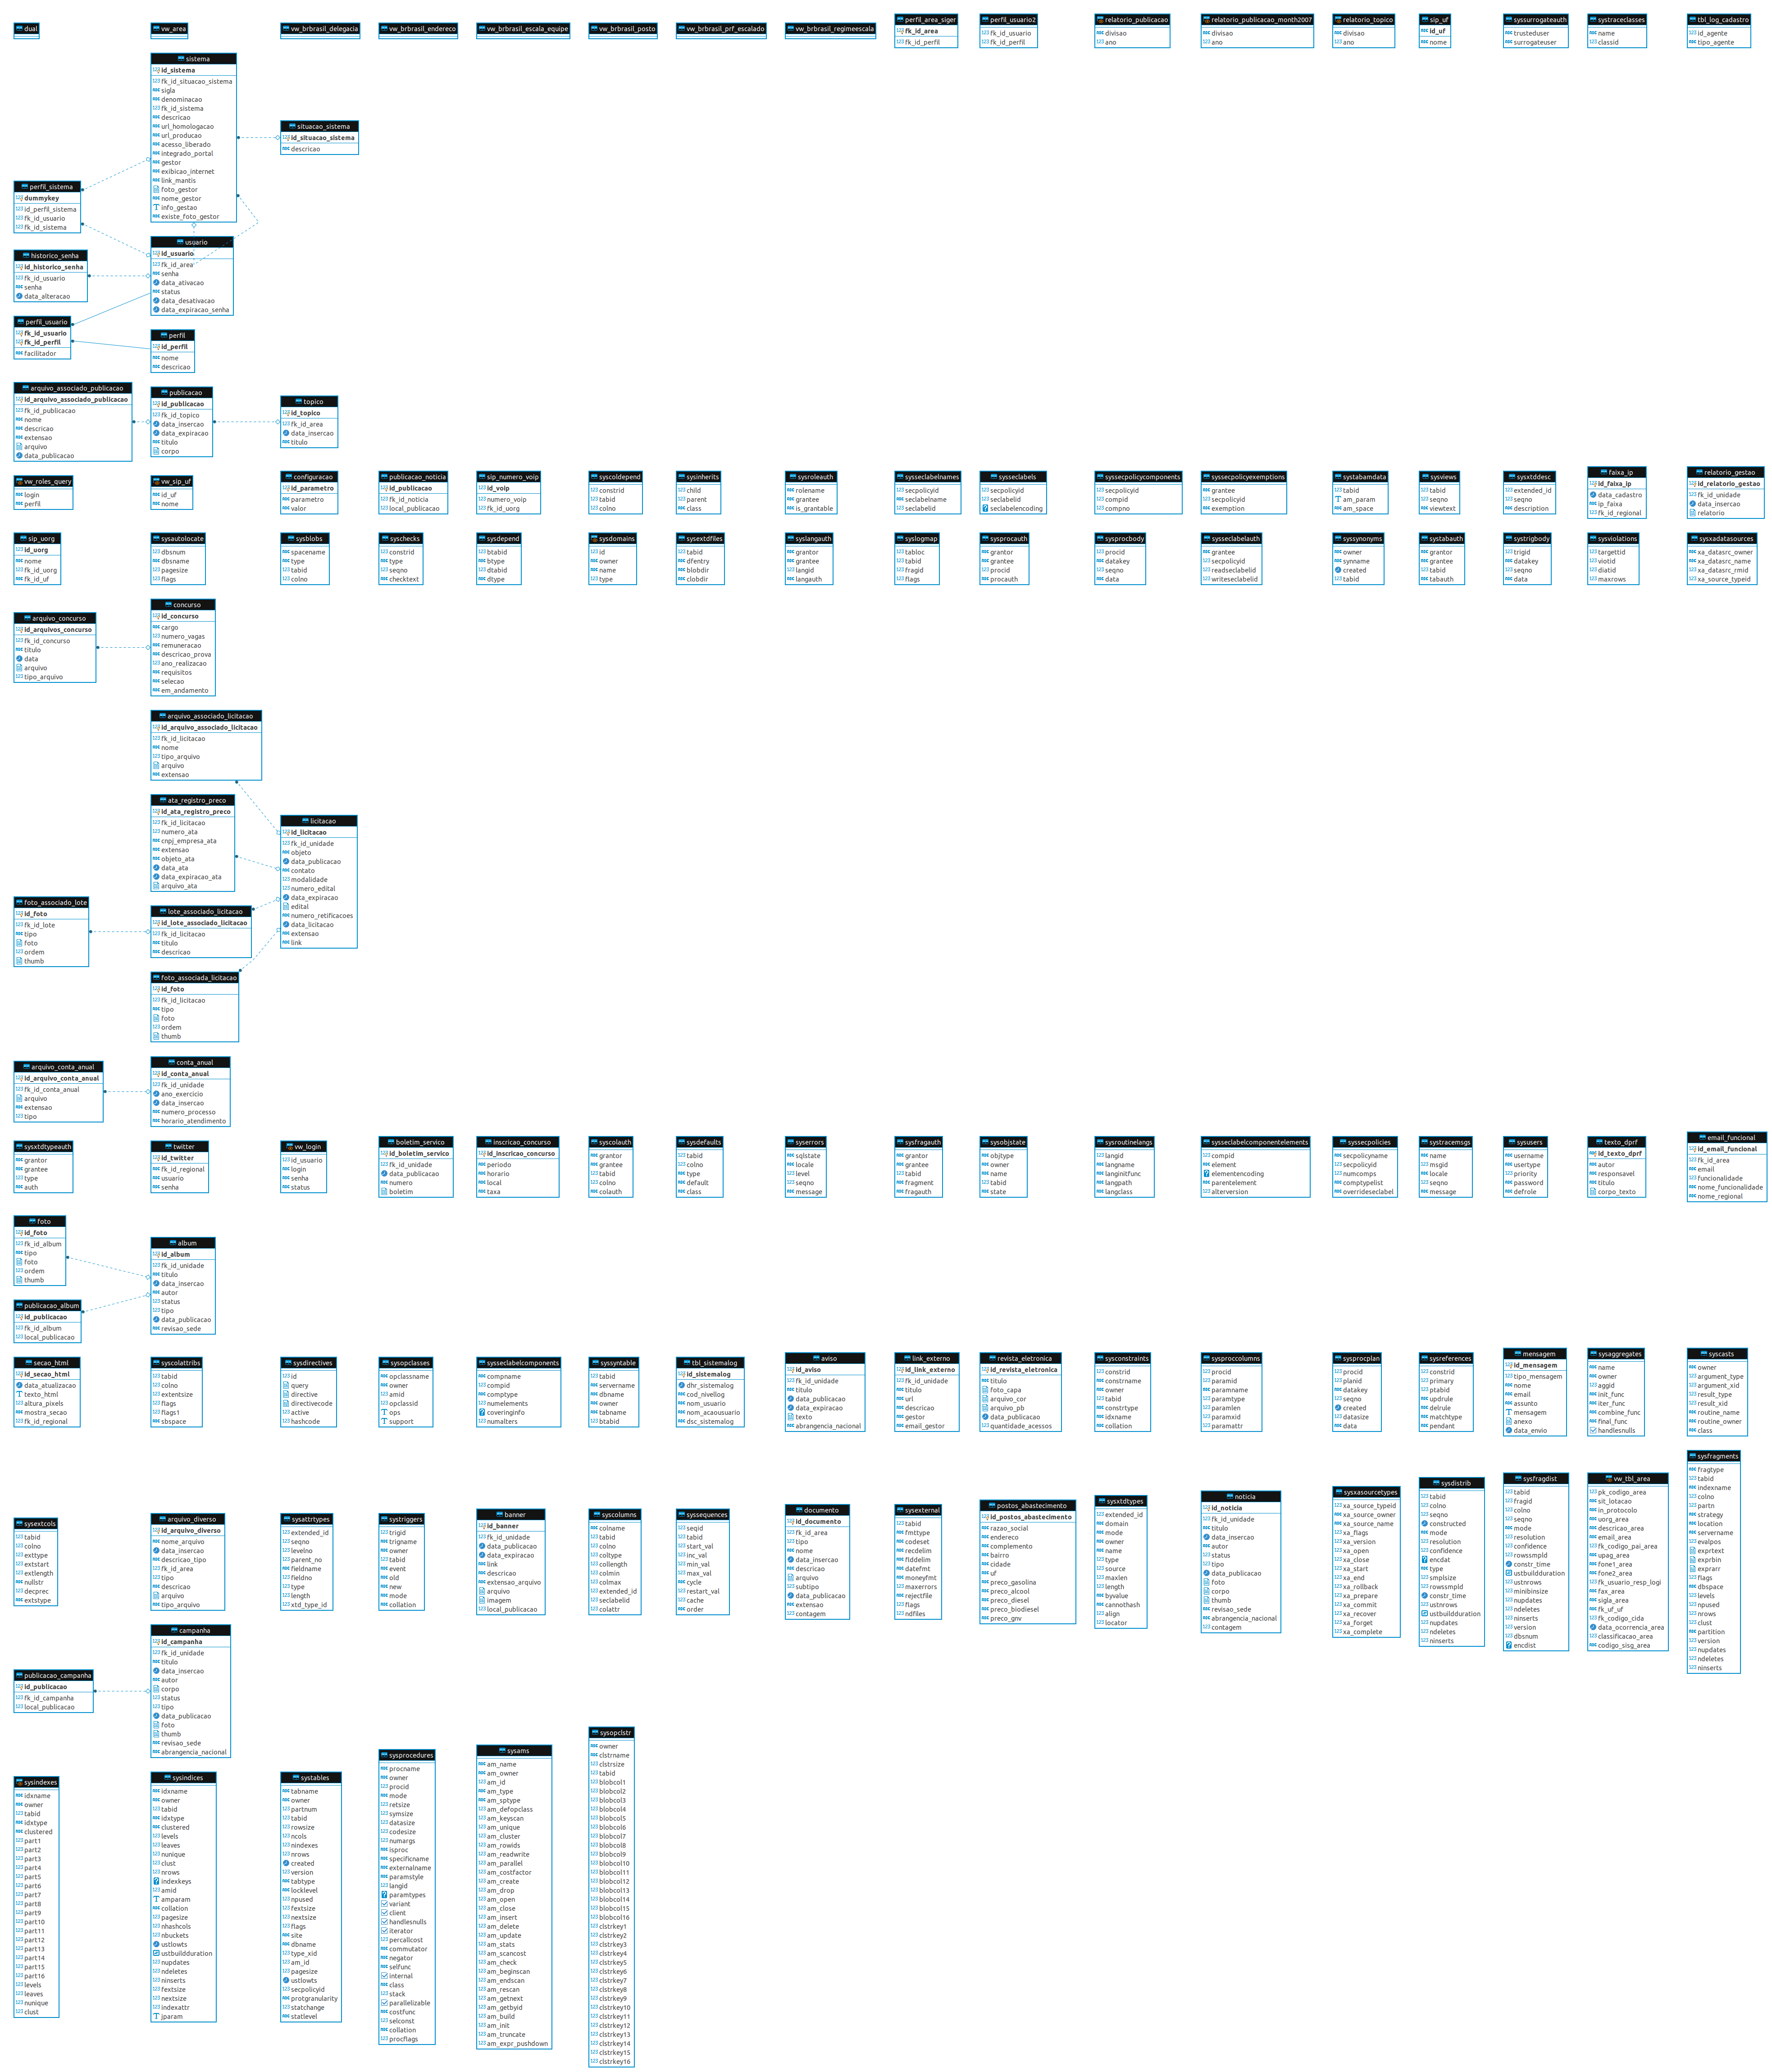 dual
vw_area
vw_brbrasil_delegacia
vw_brbrasil_endereco
vw_brbrasil_escala_equipe
vw_brbrasil_posto
vw_brbrasil_prf_escalado
vw_brbrasil_regimeescala
perfil_area_siger
fk_id_area
fk_id_perfil
perfil_usuario2
fk_id_usuario
fk_id_perfil
relatorio_publicacao
divisao
ano
relatorio_publicacao_month2007
divisao
ano
relatorio_topico
divisao
ano
sip_uf
id_uf
nome
syssurrogateauth
trusteduser
surrogateuser
systraceclasses
name
classid
tbl_log_cadastro
id_agente
tipo_agente
sistema
id_sistema
fk_id_situacao_sistema
sigla
denominacao
fk_id_sistema
descricao
url_homologacao
url_producao
acesso_liberado
integrado_portal
gestor
exibicao_internet
link_mantis
foto_gestor
nome_gestor
info_gestao
existe_foto_gestor
situacao_sistema
id_situacao_sistema
descricao
perfil_sistema
dummykey
id_perfil_sistema
fk_id_usuario
fk_id_sistema
usuario
id_usuario
fk_id_area
senha
data_ativacao
status
data_desativacao
data_expiracao_senha
historico_senha
id_historico_senha
fk_id_usuario
senha
data_alteracao
perfil_usuario
fk_id_usuario
fk_id_perfil
facilitador
perfil
id_perfil
nome
descricao
arquivo_associado_publicacao
id_arquivo_associado_publicacao
fk_id_publicacao
nome
descricao
extensao
arquivo
data_publicacao
publicacao
id_publicacao
fk_id_topico
data_insercao
data_expiracao
titulo
corpo
topico
id_topico
fk_id_area
data_insercao
titulo
vw_roles_query
login
perfil
vw_sip_uf
id_uf
nome
configuracao
id_parametro
parametro
valor
publicacao_noticia
id_publicacao
fk_id_noticia
local_publicacao
sip_numero_voip
id_voip
numero_voip
fk_id_uorg
syscoldepend
constrid
tabid
colno
sysinherits
child
parent
class
sysroleauth
rolename
grantee
is_grantable
sysseclabelnames
secpolicyid
seclabelname
seclabelid
sysseclabels
secpolicyid
seclabelid
seclabelencoding
syssecpolicycomponents
secpolicyid
compid
compno
syssecpolicyexemptions
grantee
secpolicyid
exemption
systabamdata
tabid
am_param
am_space
sysviews
tabid
seqno
viewtext
sysxtddesc
extended_id
seqno
description
faixa_ip
id_faixa_ip
data_cadastro
ip_faixa
fk_id_regional
relatorio_gestao
id_relatorio_gestao
fk_id_unidade
data_insercao
relatorio
sip_uorg
id_uorg
nome
fk_id_uorg
fk_id_uf
sysautolocate
dbsnum
dbsname
pagesize
flags
sysblobs
spacename
type
tabid
colno
syschecks
constrid
type
seqno
checktext
sysdepend
btabid
btype
dtabid
dtype
sysdomains
id
owner
name
type
sysextdfiles
tabid
dfentry
blobdir
clobdir
syslangauth
grantor
grantee
langid
langauth
syslogmap
tabloc
tabid
fragid
flags
sysprocauth
grantor
grantee
procid
procauth
sysprocbody
procid
datakey
seqno
data
sysseclabelauth
grantee
secpolicyid
readseclabelid
writeseclabelid
syssynonyms
owner
synname
created
tabid
systabauth
grantor
grantee
tabid
tabauth
systrigbody
trigid
datakey
seqno
data
sysviolations
targettid
viotid
diatid
maxrows
sysxadatasources
xa_datasrc_owner
xa_datasrc_name
xa_datasrc_rmid
xa_source_typeid
arquivo_concurso
id_arquivos_concurso
fk_id_concurso
titulo
data
arquivo
tipo_arquivo
concurso
id_concurso
cargo
numero_vagas
remuneracao
descricao_prova
ano_realizacao
requisitos
selecao
em_andamento
arquivo_associado_licitacao
id_arquivo_associado_licitacao
fk_id_licitacao
nome
tipo_arquivo
arquivo
extensao
ata_registro_preco
id_ata_registro_preco
fk_id_licitacao
numero_ata
cnpj_empresa_ata
extensao
objeto_ata
data_ata
data_expiracao_ata
arquivo_ata
licitacao
id_licitacao
fk_id_unidade
objeto
data_publicacao
contato
modalidade
numero_edital
data_expiracao
edital
numero_retificacoes
data_licitacao
extensao
link
foto_associado_lote
id_foto
fk_id_lote
tipo
foto
ordem
thumb
lote_associado_licitacao
id_lote_associado_licitacao
fk_id_licitacao
titulo
descricao
foto_associada_licitacao
id_foto
fk_id_licitacao
tipo
foto
ordem
thumb
arquivo_conta_anual
id_arquivo_conta_anual
fk_id_conta_anual
arquivo
extensao
tipo
conta_anual
id_conta_anual
fk_id_unidade
ano_exercicio
data_insercao
numero_processo
horario_atendimento
sysxtdtypeauth
grantor
grantee
type
auth
twitter
id_twitter
fk_id_regional
usuario
senha
vw_login
id_usuario
login
senha
status
boletim_servico
id_boletim_servico
fk_id_unidade
data_publicacao
numero
boletim
inscricao_concurso
id_inscricao_concurso
periodo
horario
local
taxa
syscolauth
grantor
grantee
tabid
colno
colauth
sysdefaults
tabid
colno
type
default
class
syserrors
sqlstate
locale
level
seqno
message
sysfragauth
grantor
grantee
tabid
fragment
fragauth
sysobjstate
objtype
owner
name
tabid
state
sysroutinelangs
langid
langname
langinitfunc
langpath
langclass
sysseclabelcomponentelements
compid
element
elementencoding
parentelement
alterversion
syssecpolicies
secpolicyname
secpolicyid
numcomps
comptypelist
overrideseclabel
systracemsgs
name
msgid
locale
seqno
message
sysusers
username
usertype
priority
password
defrole
texto_dprf
id_texto_dprf
autor
responsavel
titulo
corpo_texto
email_funcional
id_email_funcional
fk_id_area
email
funcionalidade
nome_funcionalidade
nome_regional
foto
id_foto
fk_id_album
tipo
foto
ordem
thumb
album
id_album
fk_id_unidade
titulo
data_insercao
autor
status
tipo
data_publicacao
revisao_sede
publicacao_album
id_publicacao
fk_id_album
local_publicacao
secao_html
id_secao_html
data_atualizacao
texto_html
altura_pixels
mostra_secao
fk_id_regional
syscolattribs
tabid
colno
extentsize
flags
flags1
sbspace
sysdirectives
id
query
directive
directivecode
active
hashcode
sysopclasses
opclassname
owner
amid
opclassid
ops
support
sysseclabelcomponents
compname
compid
comptype
numelements
coveringinfo
numalters
syssyntable
tabid
servername
dbname
owner
tabname
btabid
tbl_sistemalog
id_sistemalog
dhr_sistemalog
cod_nivellog
nom_usuario
nom_acaousuario
dsc_sistemalog
aviso
id_aviso
fk_id_unidade
titulo
data_publicacao
data_expiracao
texto
abrangencia_nacional
link_externo
id_link_externo
fk_id_unidade
titulo
url
descricao
gestor
email_gestor
revista_eletronica
id_revista_eletronica
titulo
foto_capa
arquivo_cor
arquivo_pb
data_publicacao
quantidade_acessos
sysconstraints
constrid
constrname
owner
tabid
constrtype
idxname
collation
sysproccolumns
procid
paramid
paramname
paramtype
paramlen
paramxid
paramattr
sysprocplan
procid
planid
datakey
seqno
created
datasize
data
sysreferences
constrid
primary
ptabid
updrule
delrule
matchtype
pendant
mensagem
id_mensagem
tipo_mensagem
nome
email
assunto
mensagem
anexo
data_envio
sysaggregates
name
owner
aggid
init_func
iter_func
combine_func
final_func
handlesnulls
syscasts
owner
argument_type
argument_xid
result_type
result_xid
routine_name
routine_owner
class
sysextcols
tabid
colno
exttype
extstart
extlength
nullstr
decprec
extstype
arquivo_diverso
id_arquivo_diverso
nome_arquivo
data_insercao
descricao_tipo
fk_id_area
tipo
descricao
arquivo
tipo_arquivo
sysattrtypes
extended_id
seqno
levelno
parent_no
fieldname
fieldno
type
length
xtd_type_id
systriggers
trigid
trigname
owner
tabid
event
old
new
mode
collation
banner
id_banner
fk_id_unidade
data_publicacao
data_expiracao
link
descricao
extensao_arquivo
arquivo
imagem
local_publicacao
syscolumns
colname
tabid
colno
coltype
collength
colmin
colmax
extended_id
seclabelid
colattr
syssequences
seqid
tabid
start_val
inc_val
min_val
max_val
cycle
restart_val
cache
order
documento
id_documento
fk_id_area
tipo
nome
data_insercao
descricao
arquivo
subtipo
data_publicacao
extensao
contagem
sysexternal
tabid
fmttype
codeset
recdelim
flddelim
datefmt
moneyfmt
maxerrors
rejectfile
flags
ndfiles
postos_abastecimento
id_postos_abastecimento
razao_social
endereco
complemento
bairro
cidade
uf
preco_gasolina
preco_alcool
preco_diesel
preco_biodiesel
preco_gnv
sysxtdtypes
extended_id
domain
mode
owner
name
type
source
maxlen
length
byvalue
cannothash
align
locator
noticia
id_noticia
fk_id_unidade
titulo
data_insercao
autor
status
tipo
data_publicacao
foto
corpo
thumb
revisao_sede
abrangencia_nacional
contagem
sysxasourcetypes
xa_source_typeid
xa_source_owner
xa_source_name
xa_flags
xa_version
xa_open
xa_close
xa_start
xa_end
xa_rollback
xa_prepare
xa_commit
xa_recover
xa_forget
xa_complete
sysdistrib
tabid
colno
seqno
constructed
mode
resolution
confidence
encdat
type
smplsize
rowssmpld
constr_time
ustnrows
ustbuildduration
nupdates
ndeletes
ninserts
sysfragdist
tabid
fragid
colno
seqno
mode
resolution
confidence
rowssmpld
constr_time
ustbuildduration
ustnrows
minibinsize
nupdates
ndeletes
ninserts
version
dbsnum
encdist
vw_tbl_area
pk_codigo_area
sit_lotacao
in_protocolo
uorg_area
descricao_area
email_area
fk_codigo_pai_area
upag_area
fone1_area
fone2_area
fk_usuario_resp_logi
fax_area
sigla_area
fk_uf_uf
fk_codigo_cida
data_ocorrencia_area
classificacao_area
codigo_sisg_area
sysfragments
fragtype
tabid
indexname
colno
partn
strategy
location
servername
evalpos
exprtext
exprbin
exprarr
flags
dbspace
levels
npused
nrows
clust
partition
version
nupdates
ndeletes
ninserts
publicacao_campanha
id_publicacao
fk_id_campanha
local_publicacao
campanha
id_campanha
fk_id_unidade
titulo
data_insercao
autor
corpo
status
tipo
data_publicacao
foto
thumb
revisao_sede
abrangencia_nacional
sysindexes
idxname
owner
tabid
idxtype
clustered
part1
part2
part3
part4
part5
part6
part7
part8
part9
part10
part11
part12
part13
part14
part15
part16
levels
leaves
nunique
clust
sysindices
idxname
owner
tabid
idxtype
clustered
levels
leaves
nunique
clust
nrows
indexkeys
amid
amparam
collation
pagesize
nhashcols
nbuckets
ustlowts
ustbuildduration
nupdates
ndeletes
ninserts
fextsize
nextsize
indexattr
jparam
systables
tabname
owner
partnum
tabid
rowsize
ncols
nindexes
nrows
created
version
tabtype
locklevel
npused
fextsize
nextsize
flags
site
dbname
type_xid
am_id
pagesize
ustlowts
secpolicyid
protgranularity
statchange
statlevel
sysprocedures
procname
owner
procid
mode
retsize
symsize
datasize
codesize
numargs
isproc
specificname
externalname
paramstyle
langid
paramtypes
variant
client
handlesnulls
iterator
percallcost
commutator
negator
selfunc
internal
class
stack
parallelizable
costfunc
selconst
collation
procflags
sysams
am_name
am_owner
am_id
am_type
am_sptype
am_defopclass
am_keyscan
am_unique
am_cluster
am_rowids
am_readwrite
am_parallel
am_costfactor
am_create
am_drop
am_open
am_close
am_insert
am_delete
am_update
am_stats
am_scancost
am_check
am_beginscan
am_endscan
am_rescan
am_getnext
am_getbyid
am_build
am_init
am_truncate
am_expr_pushdown
sysopclstr
owner
clstrname
clstrsize
tabid
blobcol1
blobcol2
blobcol3
blobcol4
blobcol5
blobcol6
blobcol7
blobcol8
blobcol9
blobcol10
blobcol11
blobcol12
blobcol13
blobcol14
blobcol15
blobcol16
clstrkey1
clstrkey2
clstrkey3
clstrkey4
clstrkey5
clstrkey6
clstrkey7
clstrkey8
clstrkey9
clstrkey10
clstrkey11
clstrkey12
clstrkey13
clstrkey14
clstrkey15
clstrkey16